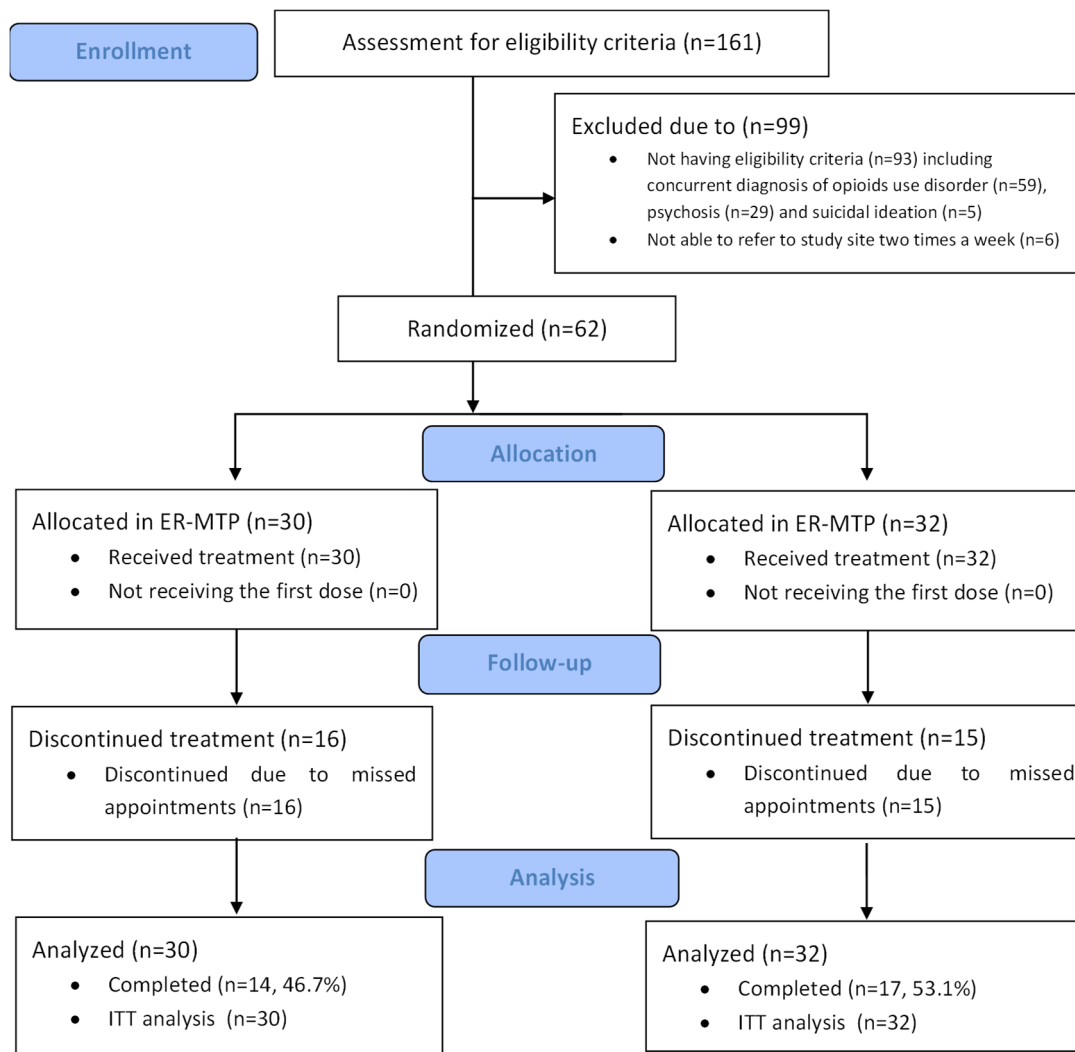 Enrollment
Assessment for eligibility criteria (n=161)
Excluded due to (n=99)
• Not having eligibility criteria (n=93) including
concurrent diagnosis of opioids use disorder (n=59),
psychosis (n=29) and suicidal ideation (n=5)
• Not able to refer to study site two times a week (n=6)
Randomized (n=62)
Allocation
Allocated in ER-MTP (n=30)
• Received treatment (n=30)
• Not receiving the first dose (n=0)
Allocated in ER-MTP (n=32)
• Received treatment (n=32)
• Not receiving the first dose (n=0)
Follow-up
Discontinued treatment (n=16)
• Discontinued due to missed
appointments (n=16)
Discontinued treatment (n=15)
• Discontinued due to missed
appointments (n=15)
Analysis
Analyzed (n=30)
• Completed (n=14, 46.7%)
• ITT analysis (n=30)
Analyzed (n=32)
• Completed (n=17, 53.1%)
• ITT analysis (n=32)